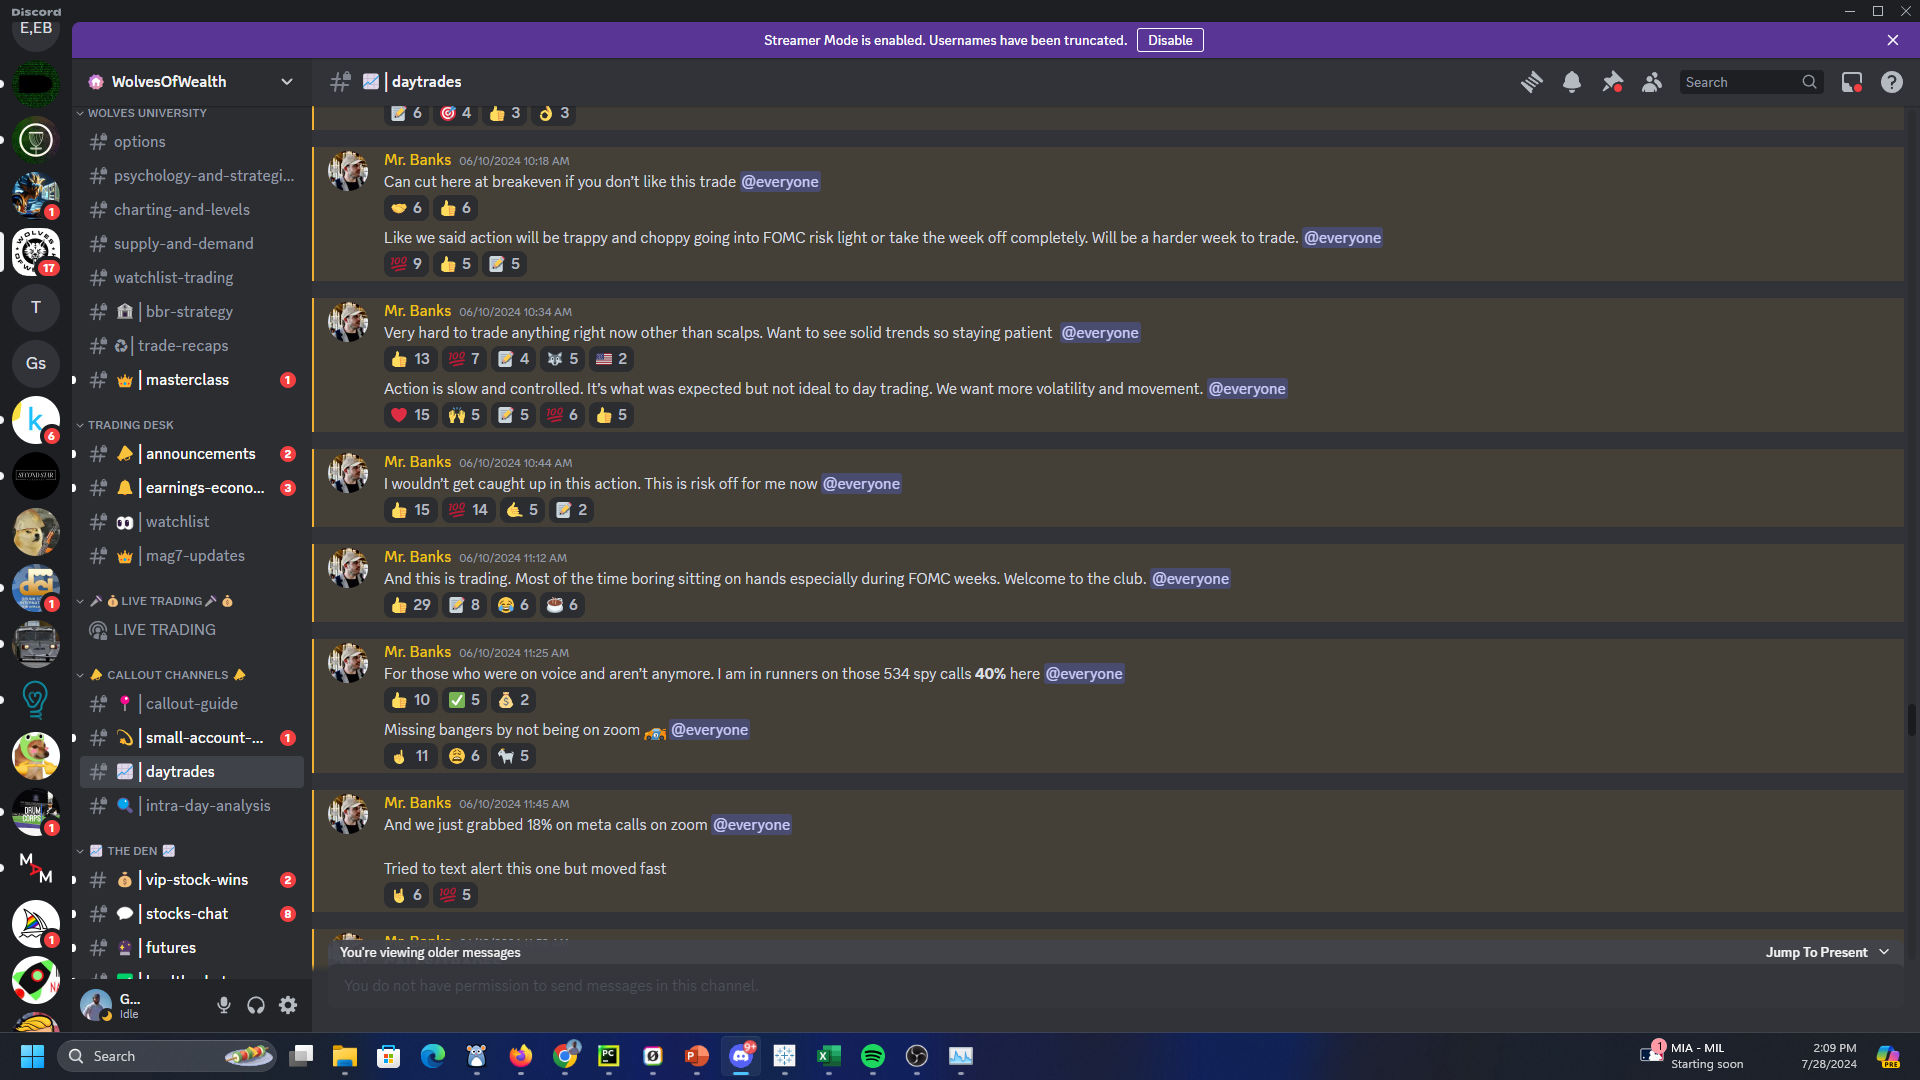 Discord
E,EB
Streamer Mode is enabled. Usernames have been truncated. Disable
WolvesOfWealth
| daytrades
Search
WOLVES UNIVERSITY
options
psychology-and-strategi...
charting-and-levels
supply-and-demand
watchlist-trading
| bbr-strategy
| trade-recaps
| masterclass 1
TRADING DESK
| announcements 2
| earnings-econo... 3
| watchlist
| mag7-updates
LIVE TRADING
LIVE TRADING
CALLOUT CHANNELS
| callout-guide
| small-account-... 1
| daytrades
| intra-day-analysis
THE DEN
| vip-stock-wins 2
| stocks-chat 8
| futures
1
WOLVES
17
T
Gs
k
6
SECOND STAR
dci
1
DRUM CORPS
1
M A M
1
G...
Idle
6 4 3 3
Mr. Banks 06/10/2024 10:18 AM
Can cut here at breakeven if you don’t like this trade @everyone
6 6
Like we said action will be trappy and choppy going into FOMC risk light or take the week off completely. Will be a harder week to trade. @everyone
100 9 5 5
Mr. Banks 06/10/2024 10:34 AM
Very hard to trade anything right now other than scalps. Want to see solid trends so staying patient @everyone
13 100 7 4 5 2
Action is slow and controlled. It’s what was expected but not ideal to day trading. We want more volatility and movement. @everyone
15 5 5 100 6 5
Mr. Banks 06/10/2024 10:44 AM
I wouldn’t get caught up in this action. This is risk off for me now @everyone
15 100 14 5 2
Mr. Banks 06/10/2024 11:12 AM
And this is trading. Most of the time boring sitting on hands especially during FOMC weeks. Welcome to the club. @everyone
29 8 6 6
Mr. Banks 06/10/2024 11:25 AM
For those who were on voice and aren’t anymore. I am in runners on those 534 spy calls 40% here @everyone
10 5 2
Missing bangers by not being on zoom @everyone
11 6 5
Mr. Banks 06/10/2024 11:45 AM
And we just grabbed 18% on meta calls on zoom @everyone
Tried to text alert this one but moved fast
6 100 5
You're viewing older messages
Jump To Present
You do not have permission to send messages in this channel.
Search
PC
P
9+
X
1
MIA - MIL
Starting soon
2:09 PM
7/28/2024
PRE